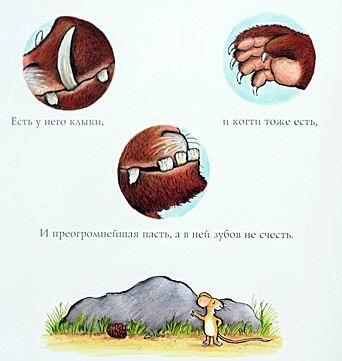 Есть у него клыки,
и когти тоже есть,
И преогромнейшая пасть, а в ней зубов не счесть.